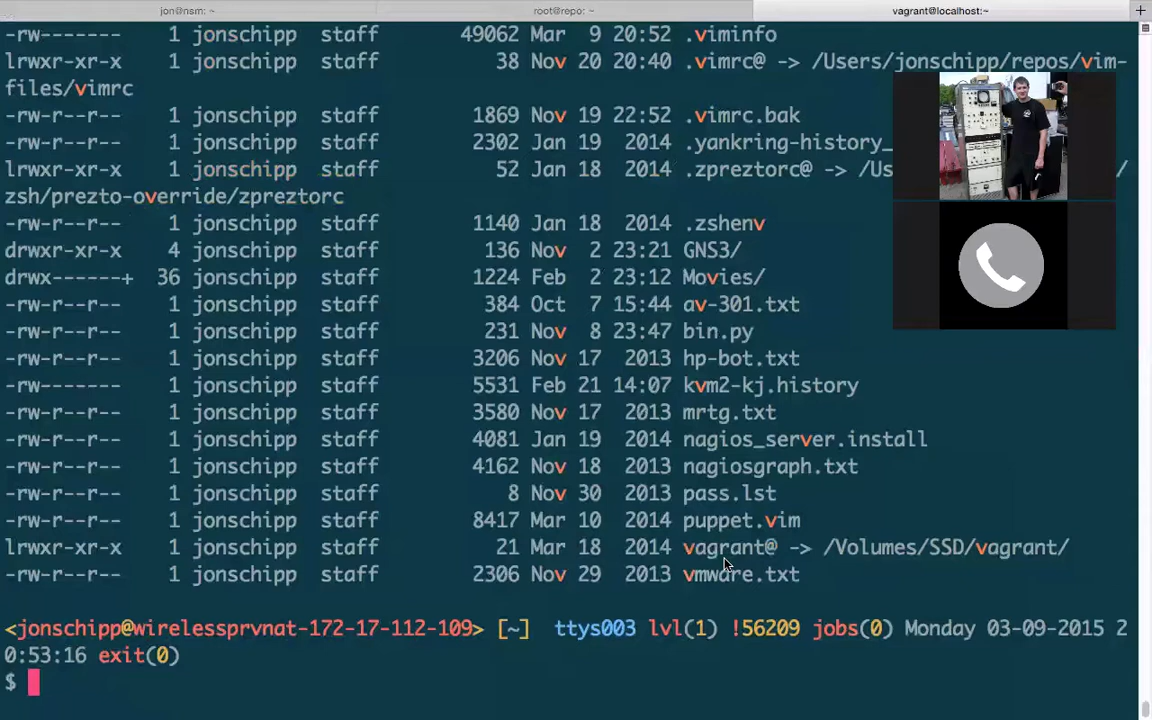 jon@nsm: ~
root@repo: ~
vagrant@localhost:~
-rw------- 1 jonschipp staff 49062 Mar 9 20:52 .viminfo
lrwxr-xr-x 1 jonschipp staff 38 Nov 20 20:40 .vimrc@ -> /Users/jonschipp/repos/vim-
files/vimrc
-rw-r--r-- 1 jonschipp staff 1869 Nov 19 22:52 .vimrc.bak
-rw-r--r-- 1 jonschipp staff 2302 Jan 19 2014 .yankring-history_
lrwxr-xr-x 1 jonschipp staff 52 Jan 18 2014 .zpreztorc@ -> /Us /
zsh/prezto-override/zpreztorc
-rw-r--r-- 1 jonschipp staff 1140 Jan 18 2014 .zshenv
drwxr-xr-x 4 jonschipp staff 136 Nov 2 23:21 GNS3/
drwx------+ 36 jonschipp staff 1224 Feb 2 23:12 Movies/
-rw-r--r-- 1 jonschipp staff 384 Oct 7 15:44 av-301.txt
-rw-r--r-- 1 jonschipp staff 231 Nov 8 23:47 bin.py
-rw-r--r-- 1 jonschipp staff 3206 Nov 17 2013 hp-bot.txt
-rw-r--r-- 1 jonschipp staff 5531 Feb 21 14:07 kvm2-kj.history
-rw-r--r-- 1 jonschipp staff 3580 Nov 17 2013 mrtg.txt
-rw-r--r-- 1 jonschipp staff 4081 Jan 19 2014 nagios_server.install
-rw-r--r-- 1 jonschipp staff 4162 Nov 18 2013 nagiosgraph.txt
-rw-r--r-- 1 jonschipp staff 8 Nov 30 2013 pass.lst
-rw-r--r-- 1 jonschipp staff 8417 Mar 10 2014 puppet.vim
lrwxr-xr-x 1 jonschipp staff 21 Mar 18 2014 vagrant@ -> /Volumes/SSD/vagrant/
-rw-r--r-- 1 jonschipp staff 2306 Nov 29 2013 vmware.txt
<jonschipp@wirelessprvnat-172-17-112-109> [~] ttys003 lvl(1) !56209 jobs(0) Monday 03-09-2015 2
0:53:16 exit(0)
$